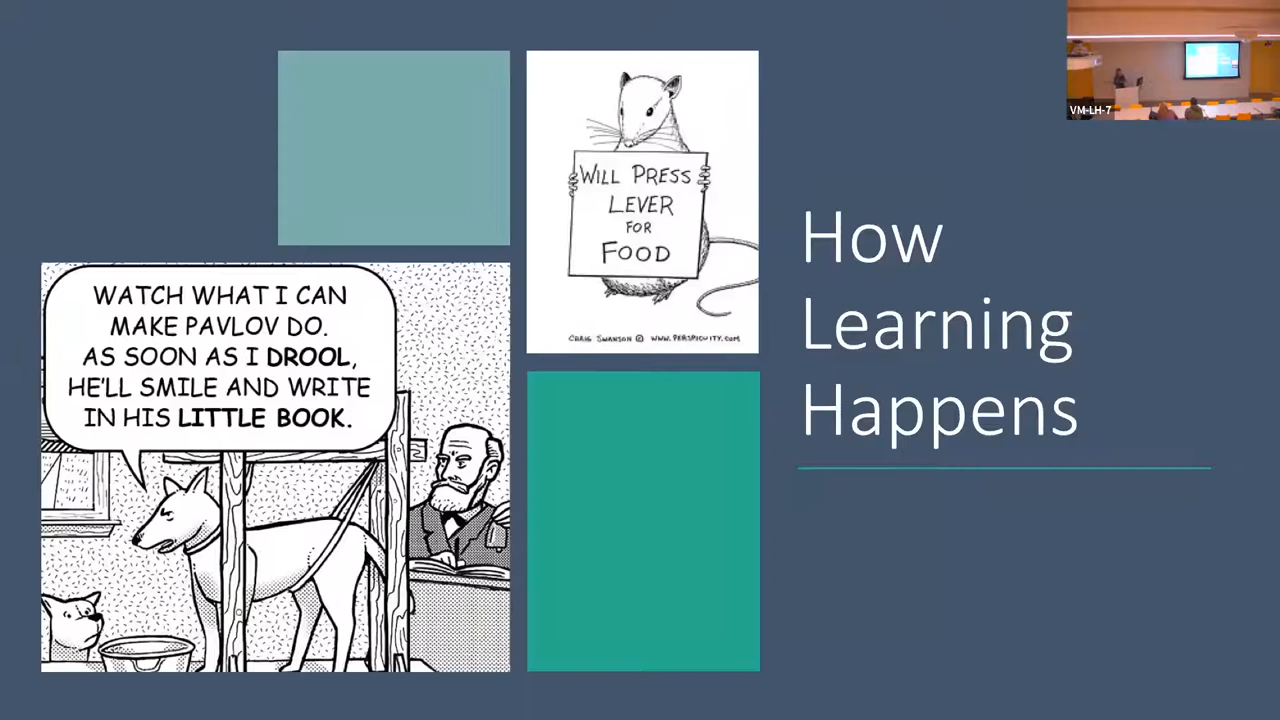 WATCH WHAT I CAN
MAKE PAVLOV DO.
AS SOON AS I DROOL,
HE'LL SMILE AND WRITE
IN HIS LITTLE BOOK.
WILL PRESS
LEVER
FOR
FOOD
CRAIG SWANSON © WWW.PERSPICUITY.COM
How
Learning
Happens
VM-LH-7